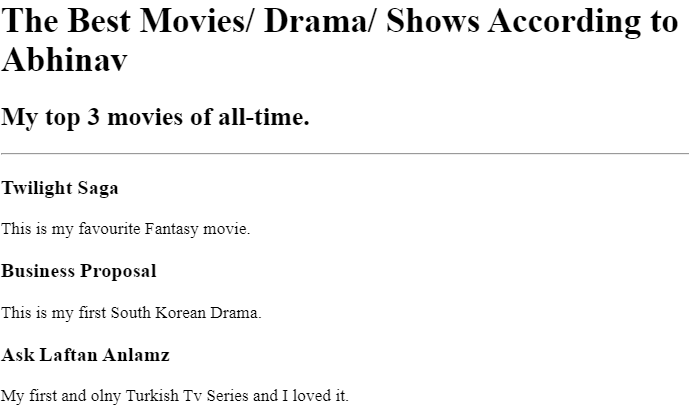 The Best Movies/ Drama/ Shows According to
Abhinav
My top 3 movies of all-time.
Twilight Saga
This is my favourite Fantasy movie.
Business Proposal
This is my first South Korean Drama.
Ask Laftan Anlamz
My first and olny Turkish Tv Series and I loved it.